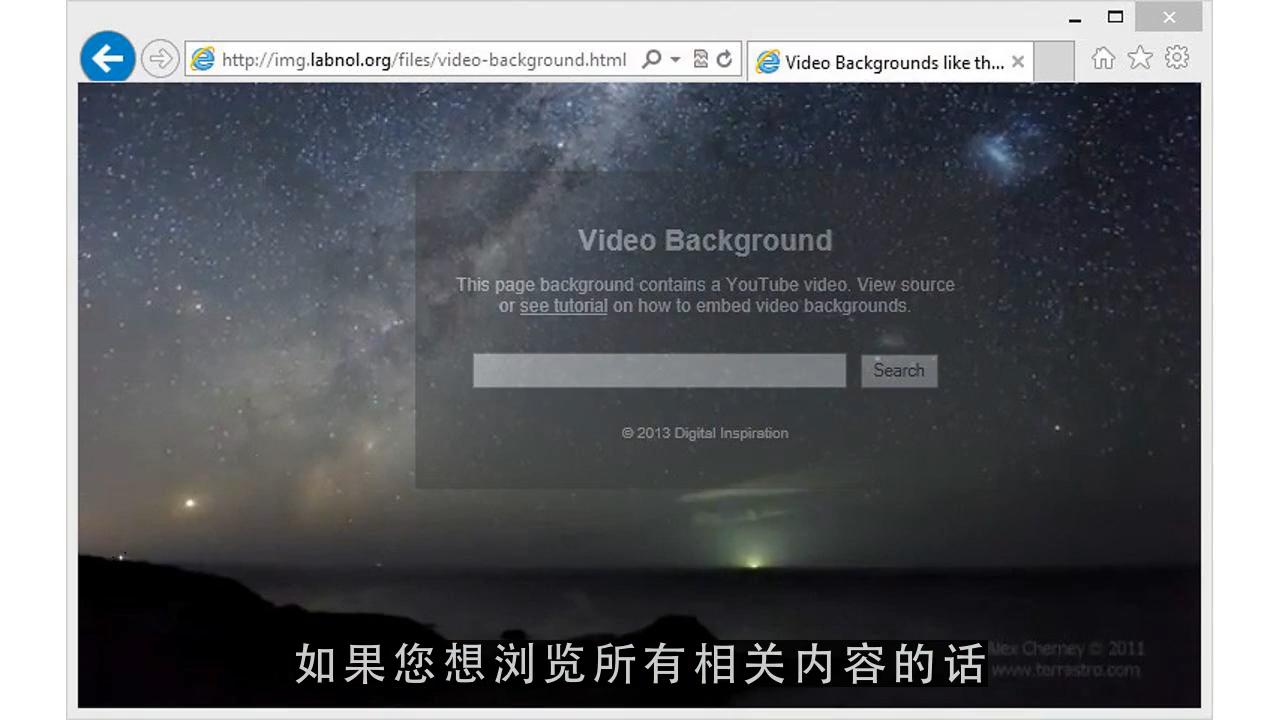 http://img.labnol.org/files/video-background.html
Video Backgrounds like th...
Video Background
This page background contains a YouTube video. View source
or see tutorial on how to embed video backgrounds.
Search
© 2013 Digital Inspiration
Alex Cherney © 2011
www.terrastro.com
如果您想浏览所有相关内容的话